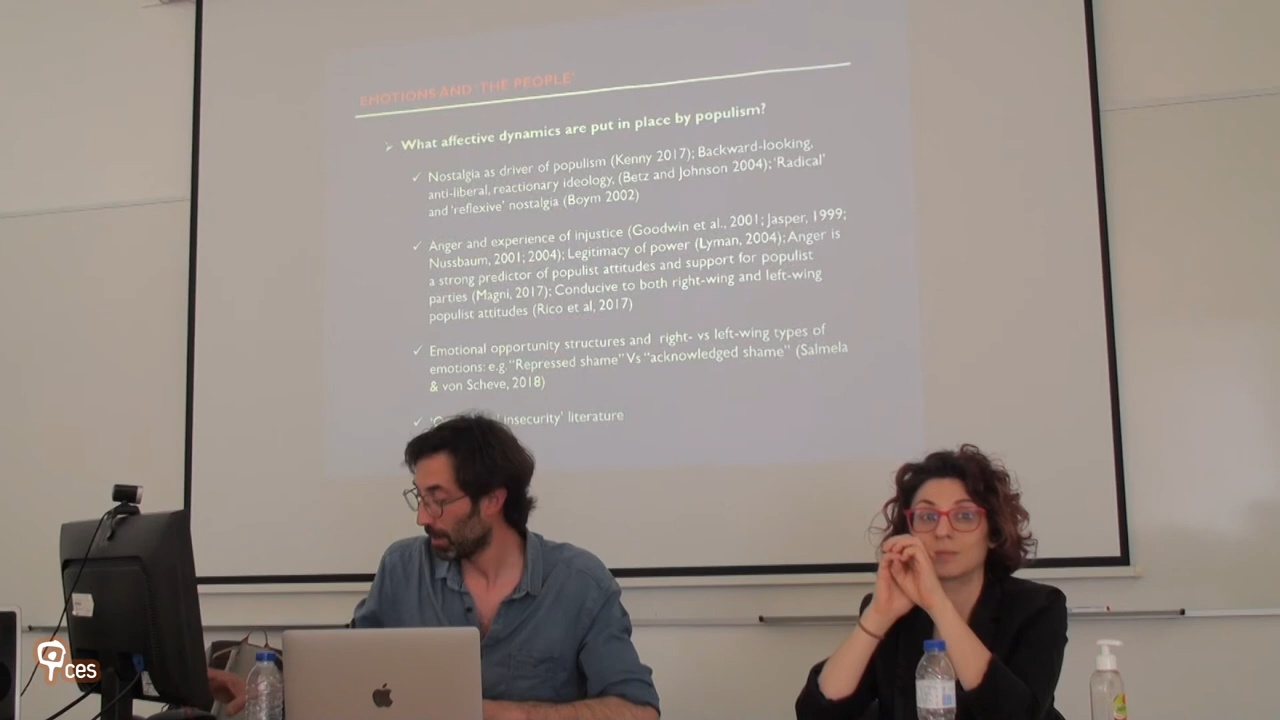 EMOTIONS AND 'THE PEOPLE'
What affective dynamics are put in place by populism?
Nostalgia as driver of populism (Kenny 2017); Backward-looking,
anti-liberal, reactionary ideology, (Betz and Johnson 2004); 'Radical'
and 'reflexive' nostalgia (Boym 2002)
Anger and experience of injustice (Goodwin et al., 2001; Jasper, 1999;
Nussbaum, 2001; 2004); Legitimacy of power (Lyman, 2004); Anger is
a strong predictor of populist attitudes and support for populist
parties (Magni, 2017); Conducive to both right-wing and left-wing
populist attitudes (Rico et al, 2017)
Emotional opportunity structures and right- vs left-wing types of
emotions: e.g. "Repressed shame" Vs "acknowledged shame" (Salmela
& von Scheve, 2018)
insecurity' literature
ces